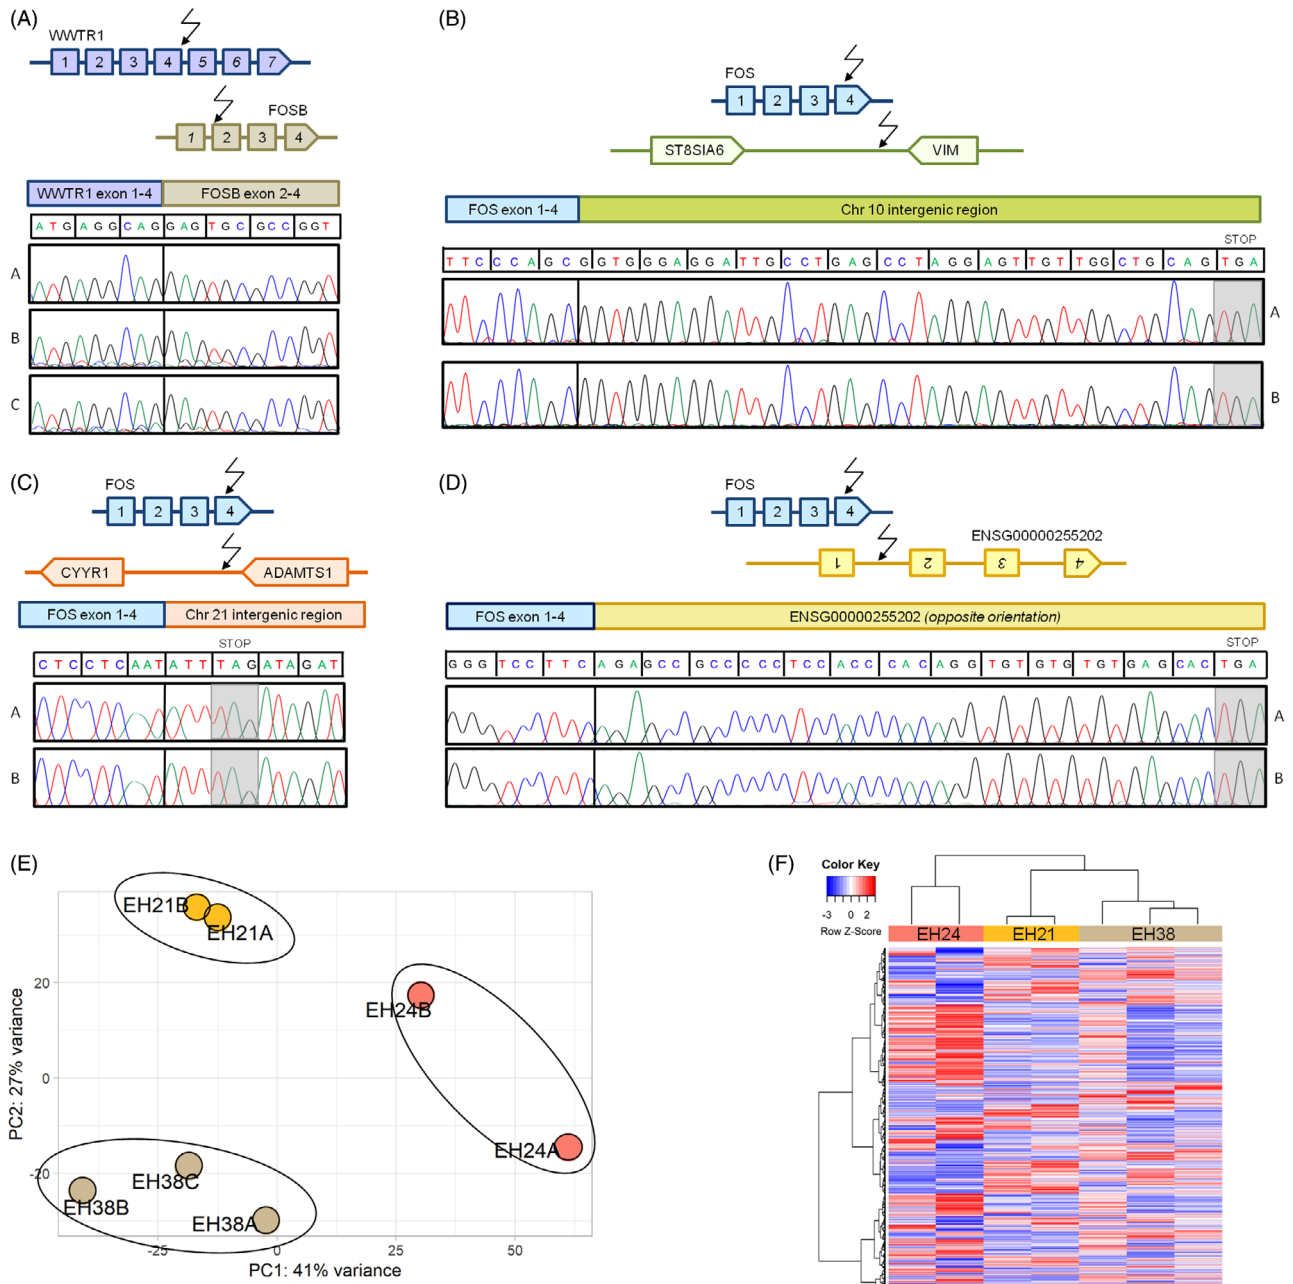 (A)
WWTR1
1 2 3 4 5 6 7
FOSB
1 2 3 4
WWTR1 exon 1-4 FOSB exon 2-4
A T G A G G C A G G A G T G C G C C G G T
A
B
C
(B)
FOS
1 2 3 4
ST8SIA6 VIM
FOS exon 1-4 Chr 10 intergenic region
STOP
T T C C C A G C G G T G G G A G G A T T G C C T G A G C C T A G G A G T T G T T G G C T G C A G T G A
A
B
(C)
FOS
1 2 3 4
CYYR1 ADAMTS1
FOS exon 1-4 Chr 21 intergenic region
STOP
C T C C T C A A T A T T T A G A T A G A T
A
B
(D)
FOS
1 2 3 4
ENSG00000255202
1 2 3 4
FOS exon 1-4 ENSG00000255202 (opposite orientation)
STOP
G G G T C C T T C A G A G C C G C C C C C T C C A C C C A C A G G T G T G T G T G T G A G C A C T G A
A
B
(E)
EH21B
EH21A
20
EH24B
0
EH24A
-20
EH38C
EH38B
EH38A
-25 0 25 50
PC1: 41% variance
PC2: 27% variance
(F)
Color Key
-3 0 2
Row Z-Score
EH24 EH21 EH38